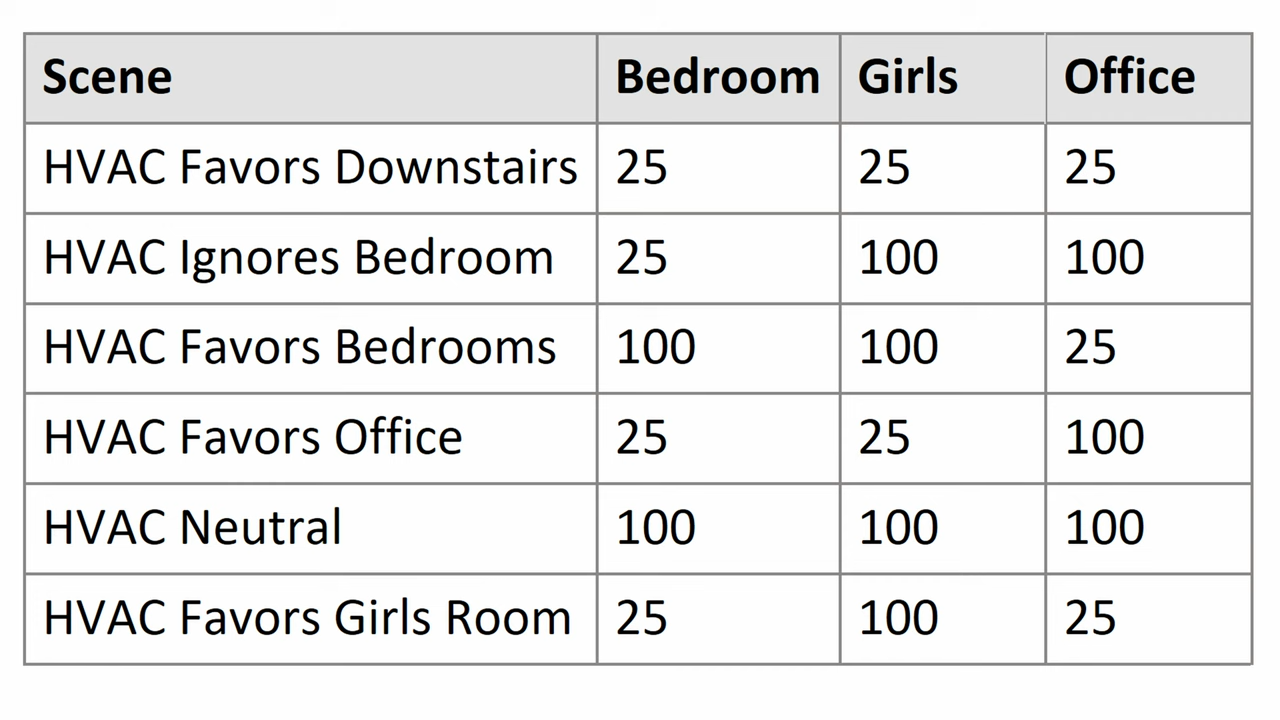 Scene Bedroom Girls Office
HVAC Favors Downstairs 25 25 25
HVAC Ignores Bedroom 25 100 100
HVAC Favors Bedrooms 100 100 25
HVAC Favors Office 25 25 100
HVAC Neutral 100 100 100
HVAC Favors Girls Room 25 100 25